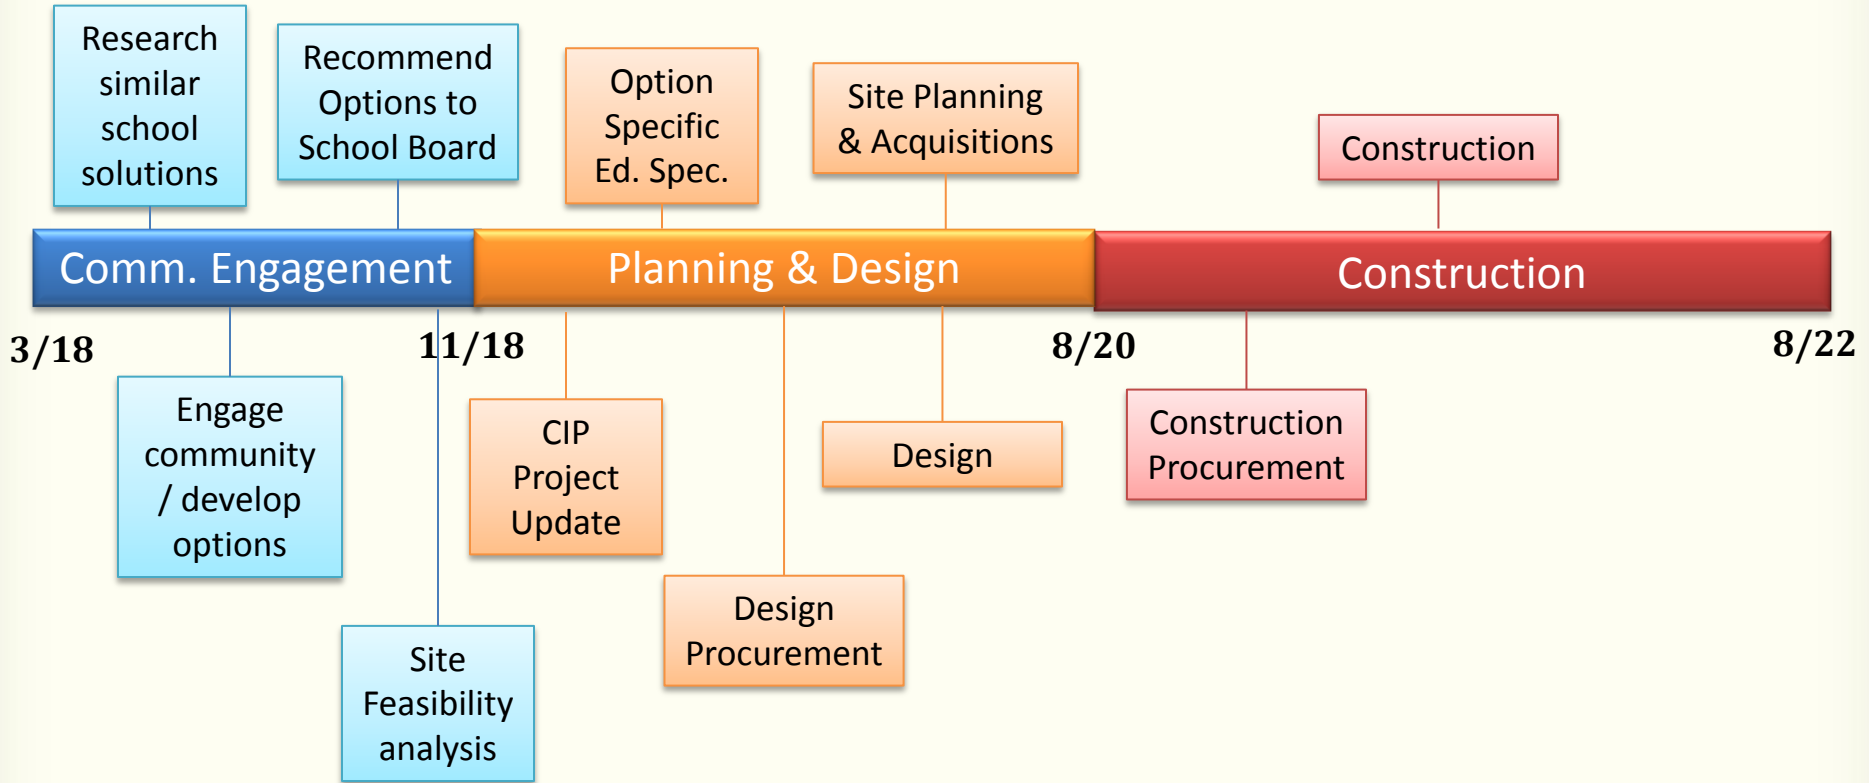 Research
similar
school
solutions
Recommend
Options to
School Board
Option
Specific
Ed. Spec.
Site Planning
& Acquisitions
Construction
Comm. Engagement
Planning & Design
Construction
3/18
11/18
8/20
8/22
Engage
community
/ develop
options
Site
Feasibility
analysis
CIP
Project
Update
Design
Procurement
Design
Construction
Procurement